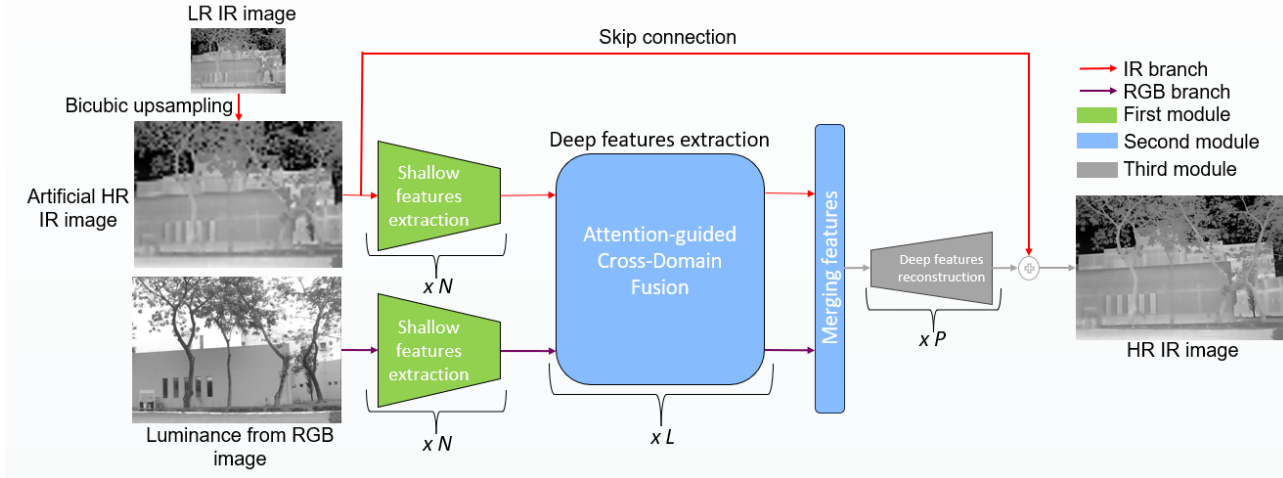 LR IR image
Bicubic upsampling
Artificial HR
IR image
Luminance from RGB
image
Skip connection
Shallow
features
extraction
x N
Shallow
features
extraction
x N
Deep features extraction
Attention-guided
Cross-Domain
Fusion
x L
Merging features
Deep features
reconstruction
x P
IR branch
RGB branch
First module
Second module
Third module
HR IR image